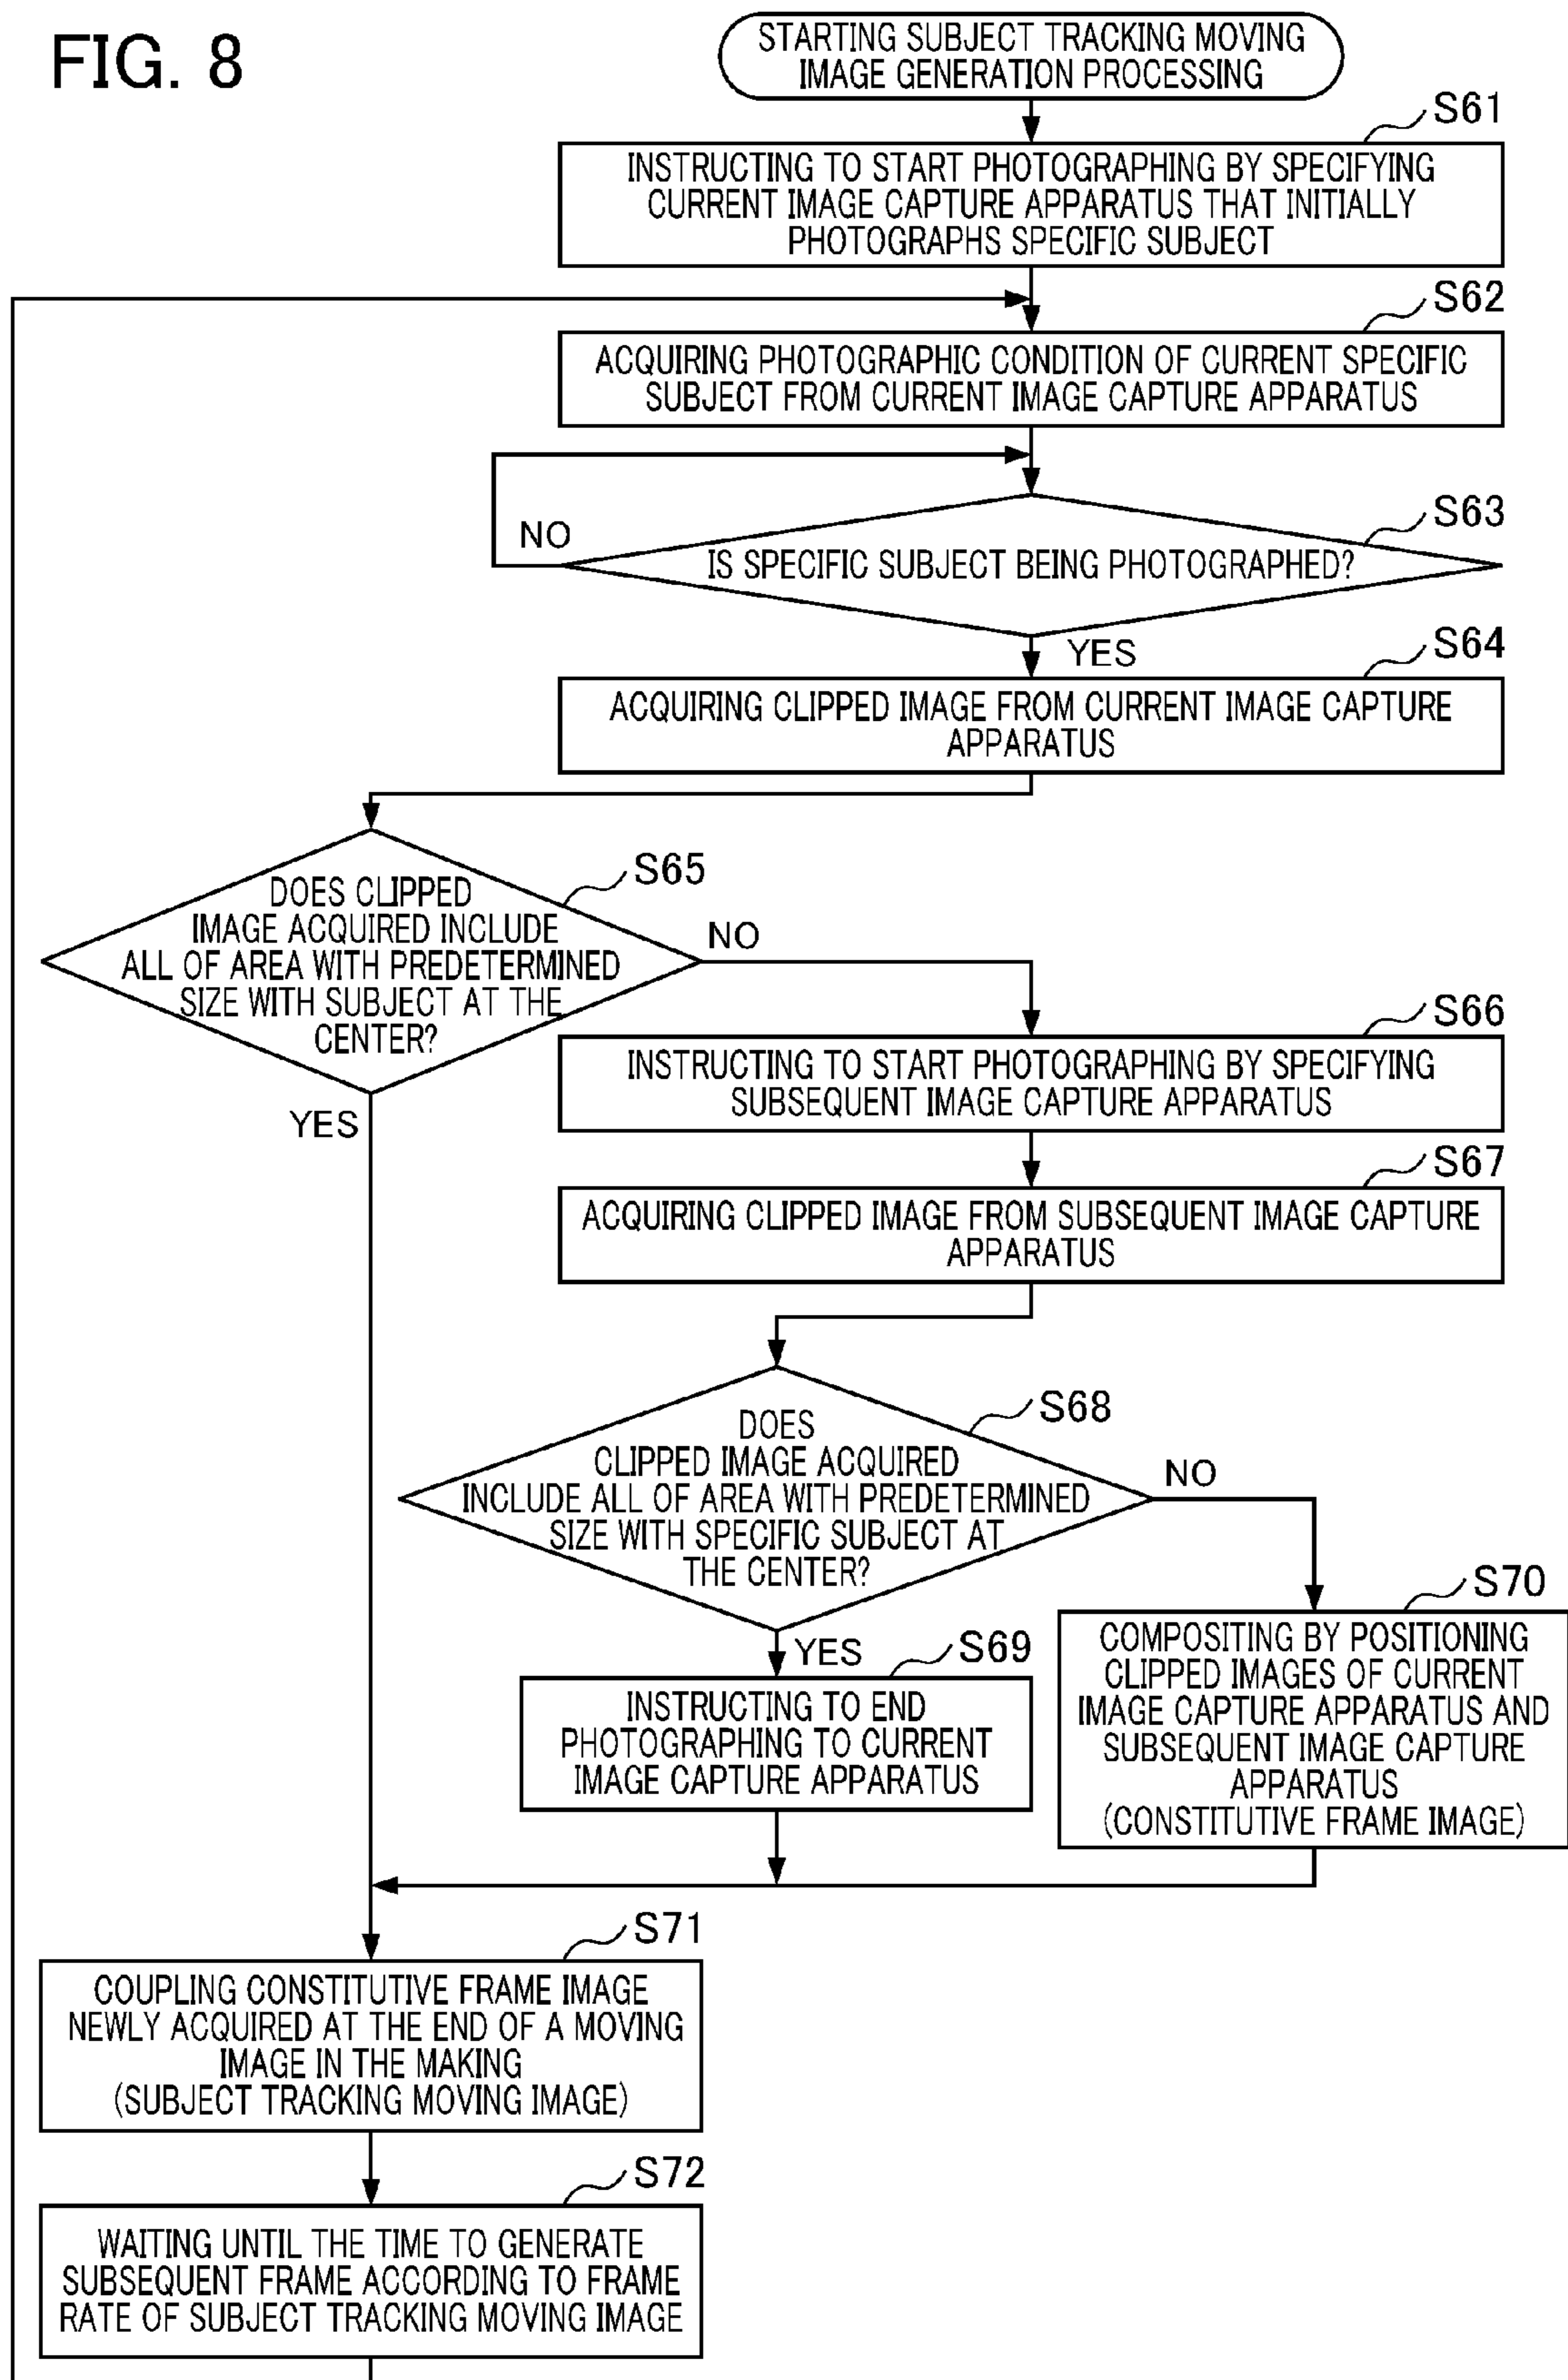 FIG. 8
STARTING SUBJECT TRACKING MOVING
IMAGE GENERATION PROCESSING
S61
INSTRUCTING TO START PHOTOGRAPHING BY SPECIFYING
CURRENT IMAGE CAPTURE APPARATUS THAT INITIALLY
PHOTOGRAPHS SPECIFIC SUBJECT
S62
ACQUIRING PHOTOGRAPHIC CONDITION OF CURRENT SPECIFIC
SUBJECT FROM CURRENT IMAGE CAPTURE APPARATUS
S63
NO
IS SPECIFIC SUBJECT BEING PHOTOGRAPHED?
YES
S64
ACQUIRING CLIPPED IMAGE FROM CURRENT IMAGE CAPTURE
APPARATUS
S65
DOES CLIPPED
IMAGE ACQUIRED INCLUDE
ALL OF AREA WITH PREDETERMINED
SIZE WITH SUBJECT AT THE
CENTER?
NO
YES
S66
INSTRUCTING TO START PHOTOGRAPHING BY SPECIFYING
SUBSEQUENT IMAGE CAPTURE APPARATUS
S67
ACQUIRING CLIPPED IMAGE FROM SUBSEQUENT IMAGE CAPTURE
APPARATUS
S68
DOES
CLIPPED IMAGE ACQUIRED
INCLUDE ALL OF AREA WITH PREDETERMINED
SIZE WITH SPECIFIC SUBJECT AT
THE CENTER?
NO
YES
S69
INSTRUCTING TO END
PHOTOGRAPHING TO CURRENT
IMAGE CAPTURE APPARATUS
S70
COMPOSITING BY POSITIONING
CLIPPED IMAGES OF CURRENT
IMAGE CAPTURE APPARATUS AND
SUBSEQUENT IMAGE CAPTURE
APPARATUS
(CONSTITUTIVE FRAME IMAGE)
S71
COUPLING CONSTITUTIVE FRAME IMAGE
NEWLY ACQUIRED AT THE END OF A MOVING
IMAGE IN THE MAKING
(SUBJECT TRACKING MOVING IMAGE)
S72
WAITING UNTIL THE TIME TO GENERATE
SUBSEQUENT FRAME ACCORDING TO FRAME
RATE OF SUBJECT TRACKING MOVING IMAGE